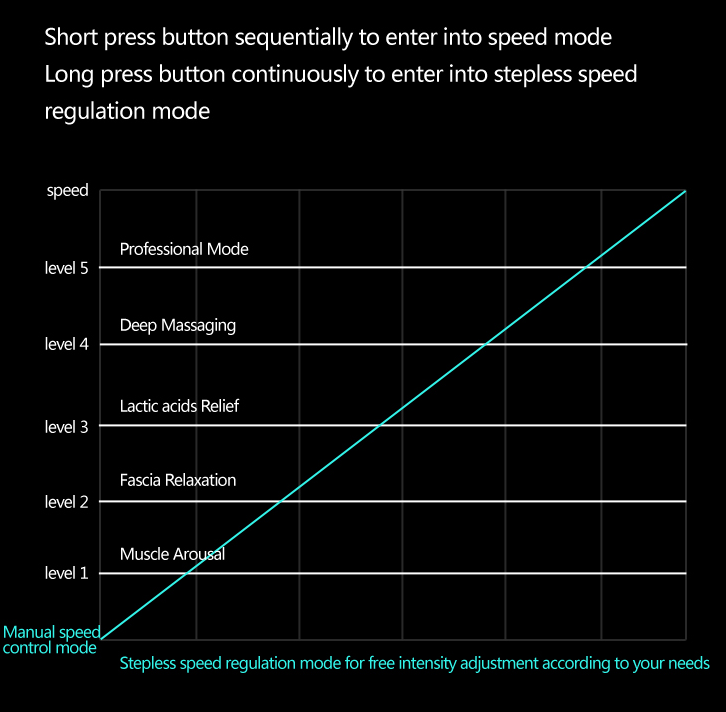 Short press button sequentially to enter into speed mode
Long press button continuously to enter into stepless speed
regulation mode
speed
Professional Mode
level 5
Deep Massaging
level 4
Lactic acids Relief
level 3
Fascia Relaxation
level 2
Muscle Arousal
level 1
Manual speed
control mode
Stepless speed regulation mode for free intensity adjustment according to your needs